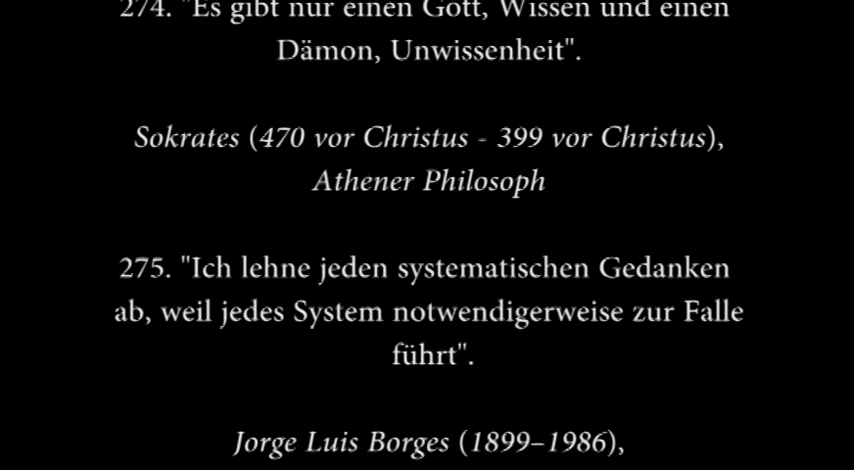 274. "Es gibt nur einen Gott, Wissen und einen
Dämon, Unwissenheit".
Sokrates (470 vor Christus - 399 vor Christus),
Athener Philosoph
275. "Ich lehne jeden systematischen Gedanken
ab, weil jedes System notwendigerweise zur Falle
führt".
Jorge Luis Borges (1899–1986),